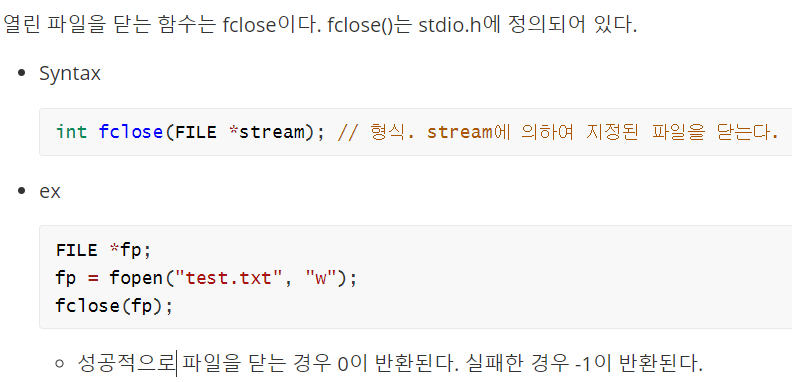 열린 파일을 닫는 함수는 fclose이다. fclose()는 stdio.h에 정의되어 있다.
Syntax
int fclose(FILE *stream); // 형식. stream에 의하여 지정된 파일을 닫는다.
ex
FILE *fp;
fp = fopen("test.txt", "w");
fclose(fp);
성공적으로 파일을 닫는 경우 0이 반환된다. 실패한 경우 -1이 반환된다.